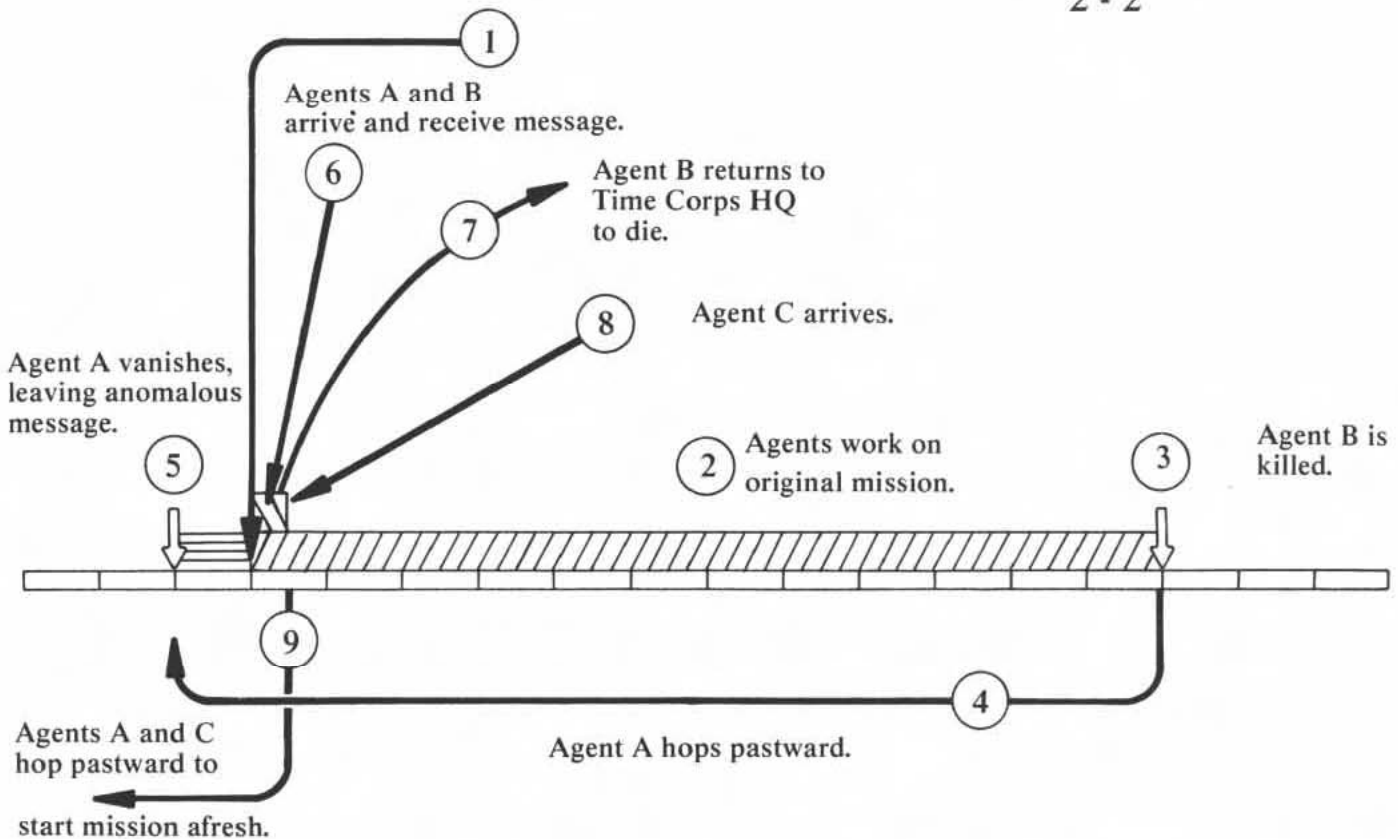 2 - 2
1
Agents A and B
arrive and receive message.
6
Agent B returns to
Time Corps HQ
to die.
7
8
Agent C arrives.
Agent A vanishes,
leaving anomalous
message.
5
2
Agents work on
original mission.
3
Agent B is
killed.
9
4
Agents A and C
hop pastward to
start mission afresh.
Agent A hops pastward.